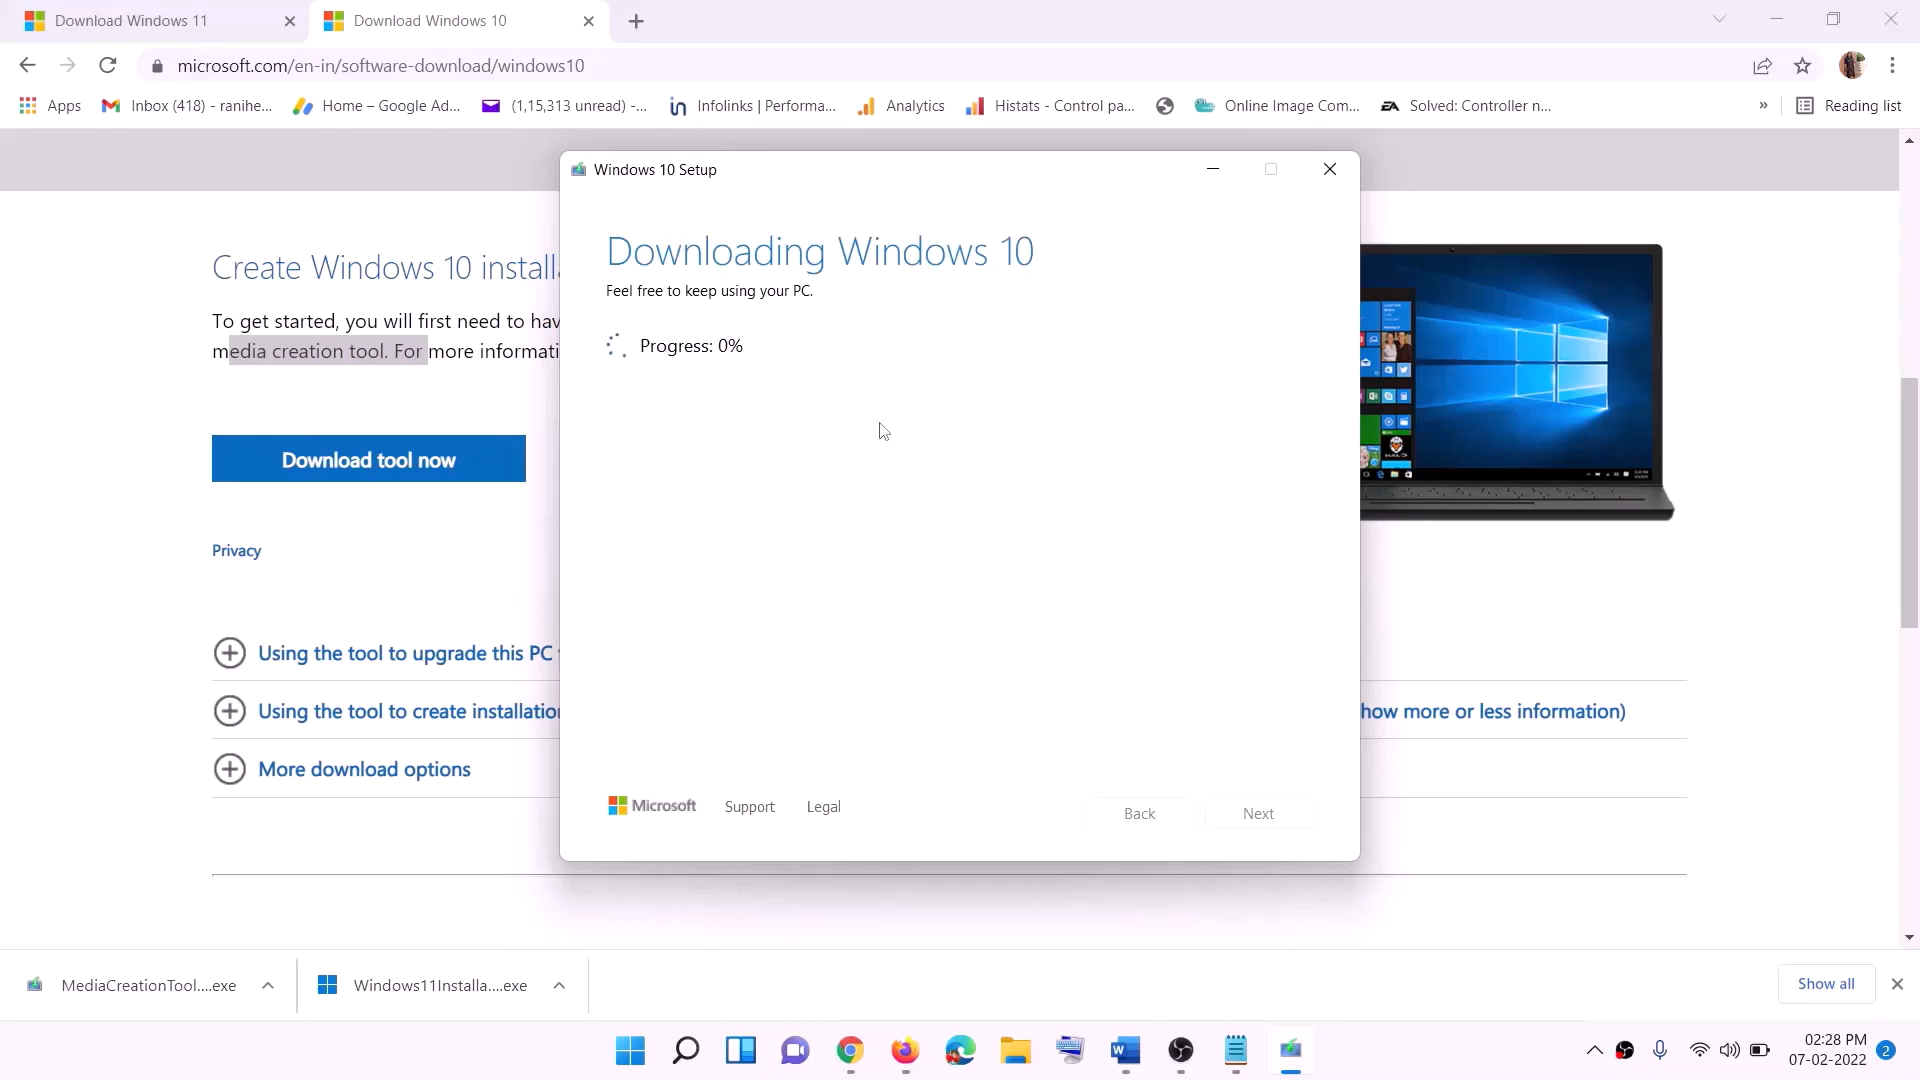 Download Windows 11
Download Windows 10
microsoft.com/en-in/software-download/windows10
Apps
Inbox (418) - ranihe...
Home – Google Ad...
(1,15,313 unread) -...
Infolinks | Performa...
Analytics
Histats - Control pa...
Online Image Com...
Solved: Controller n...
»
Reading list
Windows 10 Setup
Downloading Windows 10
Feel free to keep using your PC.
Progress: 0%
Microsoft
Support
Legal
Back
Next
Create Windows 10 install
To get started, you will first need to hav
media creation tool. For more informati
Download tool now
Privacy
Using the tool to upgrade this PC
Using the tool to create installation
how more or less information)
More download options
MediaCreationTool....exe
Windows11Installa....exe
Show all
02:28 PM
07-02-2022
2